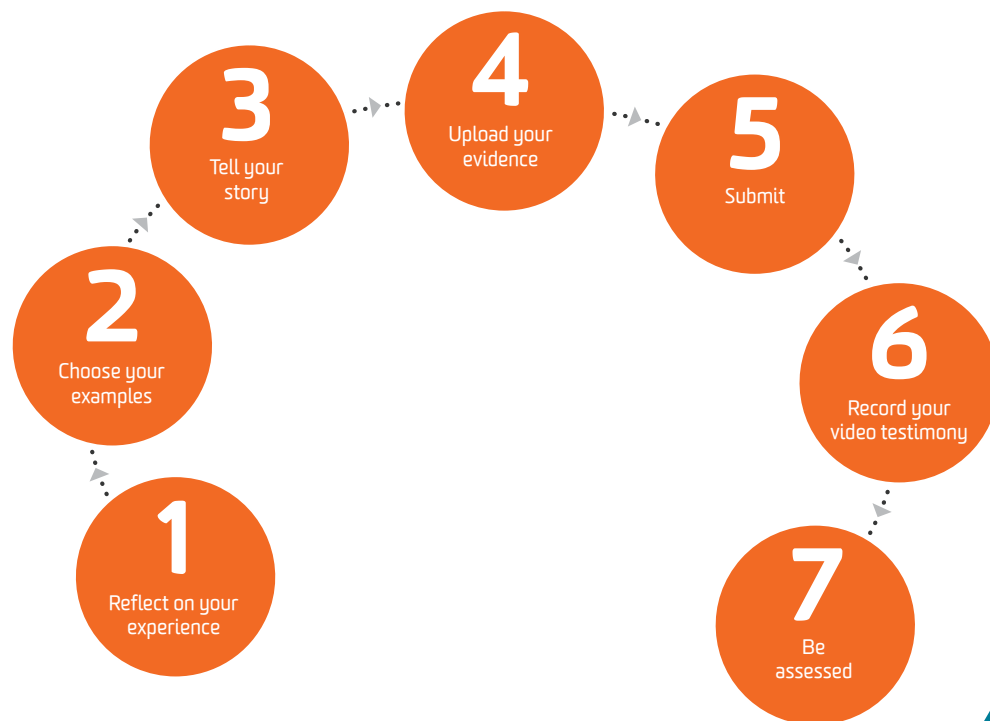 1
Reflect on your
experience
2
Choose your
examples
3
Tell your
story
4
Upload your
evidence
5
Submit
6
Record your
video testimony
7
Be
assessed